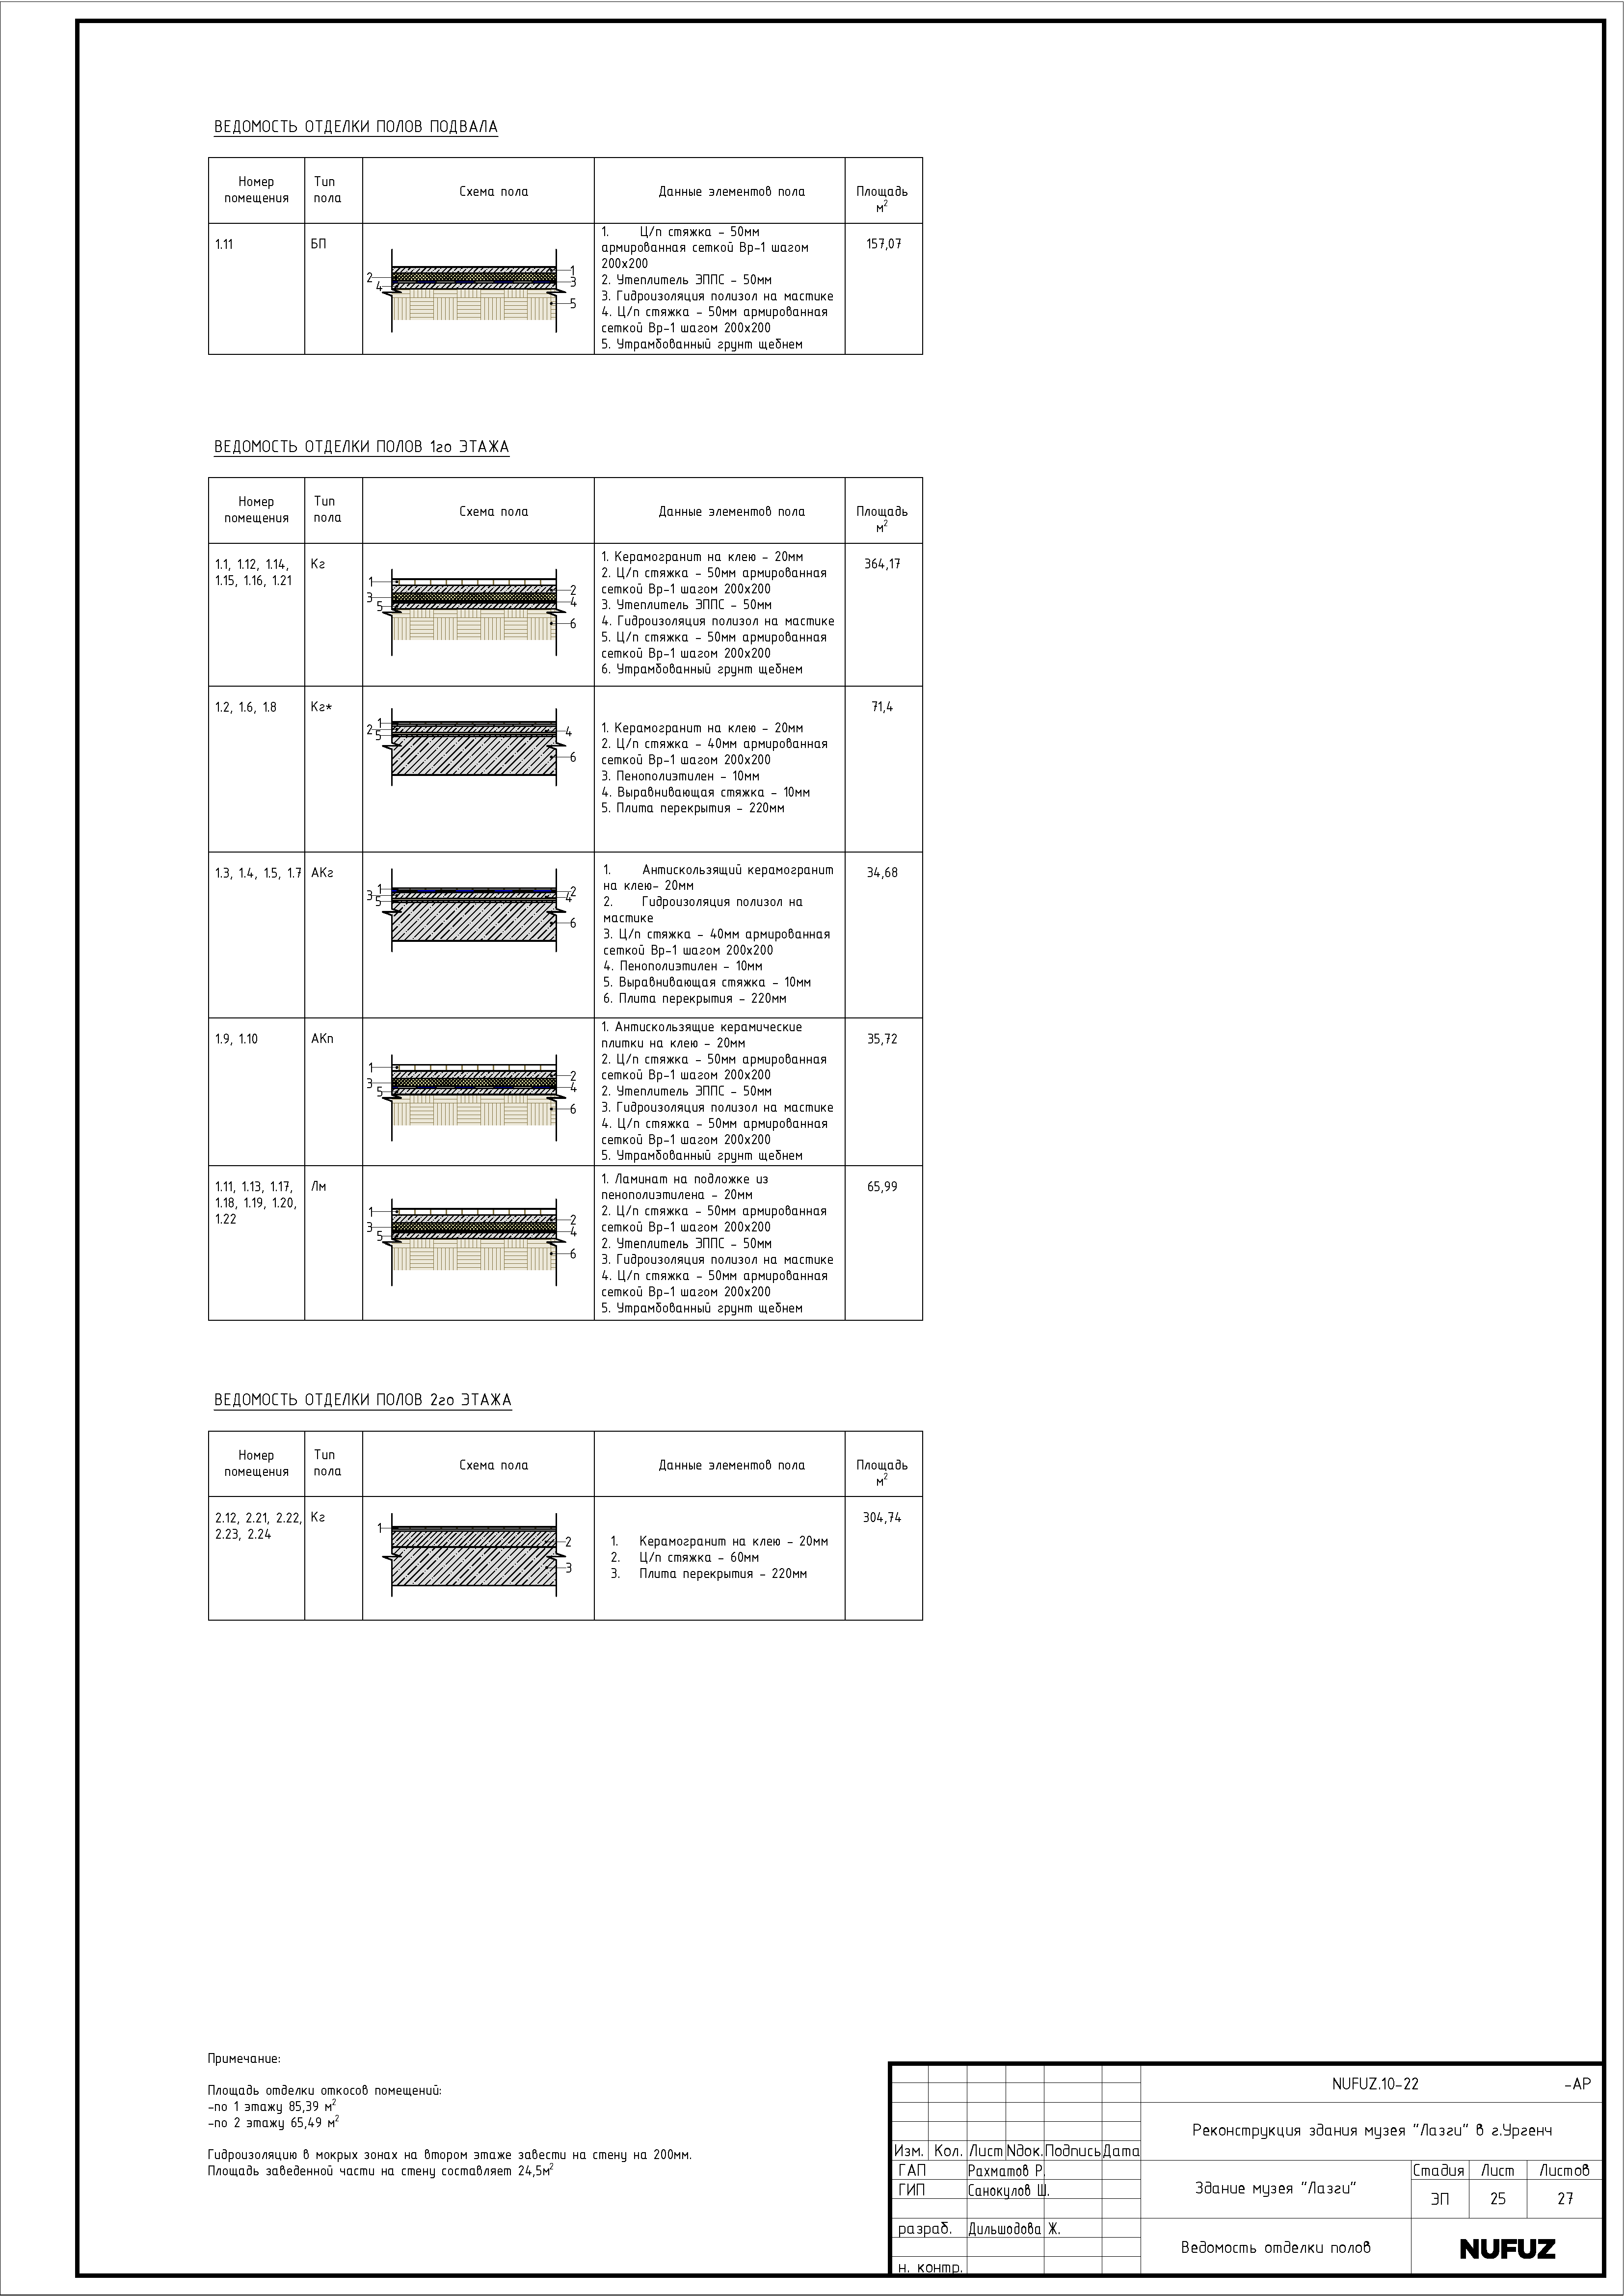 ВЕДОМОСТЬ ОТДЕЛКИ ПОЛОВ ПОДВАЛА
Номер помещения
Тип пола
Схема пола
Данные элементов пола
Площадь м²
1.11
БП
1
2
3
4
5
1. Ц/п стяжка – 50мм
армированная сеткой Вр-1 шагом
200х200
2. Утеплитель ЭППС – 50мм
3. Гидроизоляция полизол на мастике
4. Ц/п стяжка – 50мм армированная
сеткой Вр-1 шагом 200х200
5. Утрамбованный грунт щебнем
157,07
ВЕДОМОСТЬ ОТДЕЛКИ ПОЛОВ 1го ЭТАЖА
Номер помещения
Тип пола
Схема пола
Данные элементов пола
Площадь м²
1.1, 1.12, 1.14,
1.15, 1.16, 1.21
Кг
1
2
3
4
5
6
1. Керамогранит на клею – 20мм
2. Ц/п стяжка – 50мм армированная
сеткой Вр-1 шагом 200х200
3. Утеплитель ЭППС – 50мм
4. Гидроизоляция полизол на мастике
5. Ц/п стяжка – 50мм армированная
сеткой Вр-1 шагом 200х200
6. Утрамбованный грунт щебнем
364,17
1.2, 1.6, 1.8
Кг*
1
2
5
4
6
1. Керамогранит на клею – 20мм
2. Ц/п стяжка – 40мм армированная
сеткой Вр-1 шагом 200х200
3. Пенополиэтилен – 10мм
4. Выравнивающая стяжка – 10мм
5. Плита перекрытия – 220мм
71,4
1.3, 1.4, 1.5, 1.7
АКг
1
2
3
4
5
6
1. Антискользящий керамогранит
на клею– 20мм
2. Гидроизоляция полизол на
мастике
3. Ц/п стяжка – 40мм армированная
сеткой Вр-1 шагом 200х200
4. Пенополиэтилен – 10мм
5. Выравнивающая стяжка – 10мм
6. Плита перекрытия – 220мм
34,68
1.9, 1.10
АКп
1
2
3
4
5
6
1. Антискользящие керамические
плитки на клею – 20мм
2. Ц/п стяжка – 50мм армированная
сеткой Вр-1 шагом 200х200
2. Утеплитель ЭППС – 50мм
3. Гидроизоляция полизол на мастике
4. Ц/п стяжка – 50мм армированная
сеткой Вр-1 шагом 200х200
5. Утрамбованный грунт щебнем
35,72
1.11, 1.13, 1.17,
1.18, 1.19, 1.20,
1.22
Лм
1
2
3
4
5
6
1. Ламинат на подложке из
пенополиэтилена – 20мм
2. Ц/п стяжка – 50мм армированная
сеткой Вр-1 шагом 200х200
2. Утеплитель ЭППС – 50мм
3. Гидроизоляция полизол на мастике
4. Ц/п стяжка – 50мм армированная
сеткой Вр-1 шагом 200х200
5. Утрамбованный грунт щебнем
65,99
ВЕДОМОСТЬ ОТДЕЛКИ ПОЛОВ 2го ЭТАЖА
Номер помещения
Тип пола
Схема пола
Данные элементов пола
Площадь м²
2.12, 2.21, 2.22,
2.23, 2.24
Кг
1
2
3
1. Керамогранит на клею – 20мм
2. Ц/п стяжка – 60мм
3. Плита перекрытия – 220мм
304,74
Примечание:
Площадь отделки откосов помещений:
-по 1 этажу 85,39 м²
-по 2 этажу 65,49 м²
Гидроизоляцию в мокрых зонах на втором этаже завести на стену на 200мм.
Площадь заведенной части на стену составляет 24,5м²
NUFUZ.10-22 -АР
Реконструкция здания музея "Лазги" в г.Ургенч
Изм. Кол. Лист Nдок. Подпись Дата
ГАП Рахматов Р.
ГИП Санокулов Ш.
Здание музея "Лазги"
Стадия Лист Листов
ЭП 25 27
разраб. Дильшодова Ж.
Ведомость отделки полов
NUFUZ
н. контр.